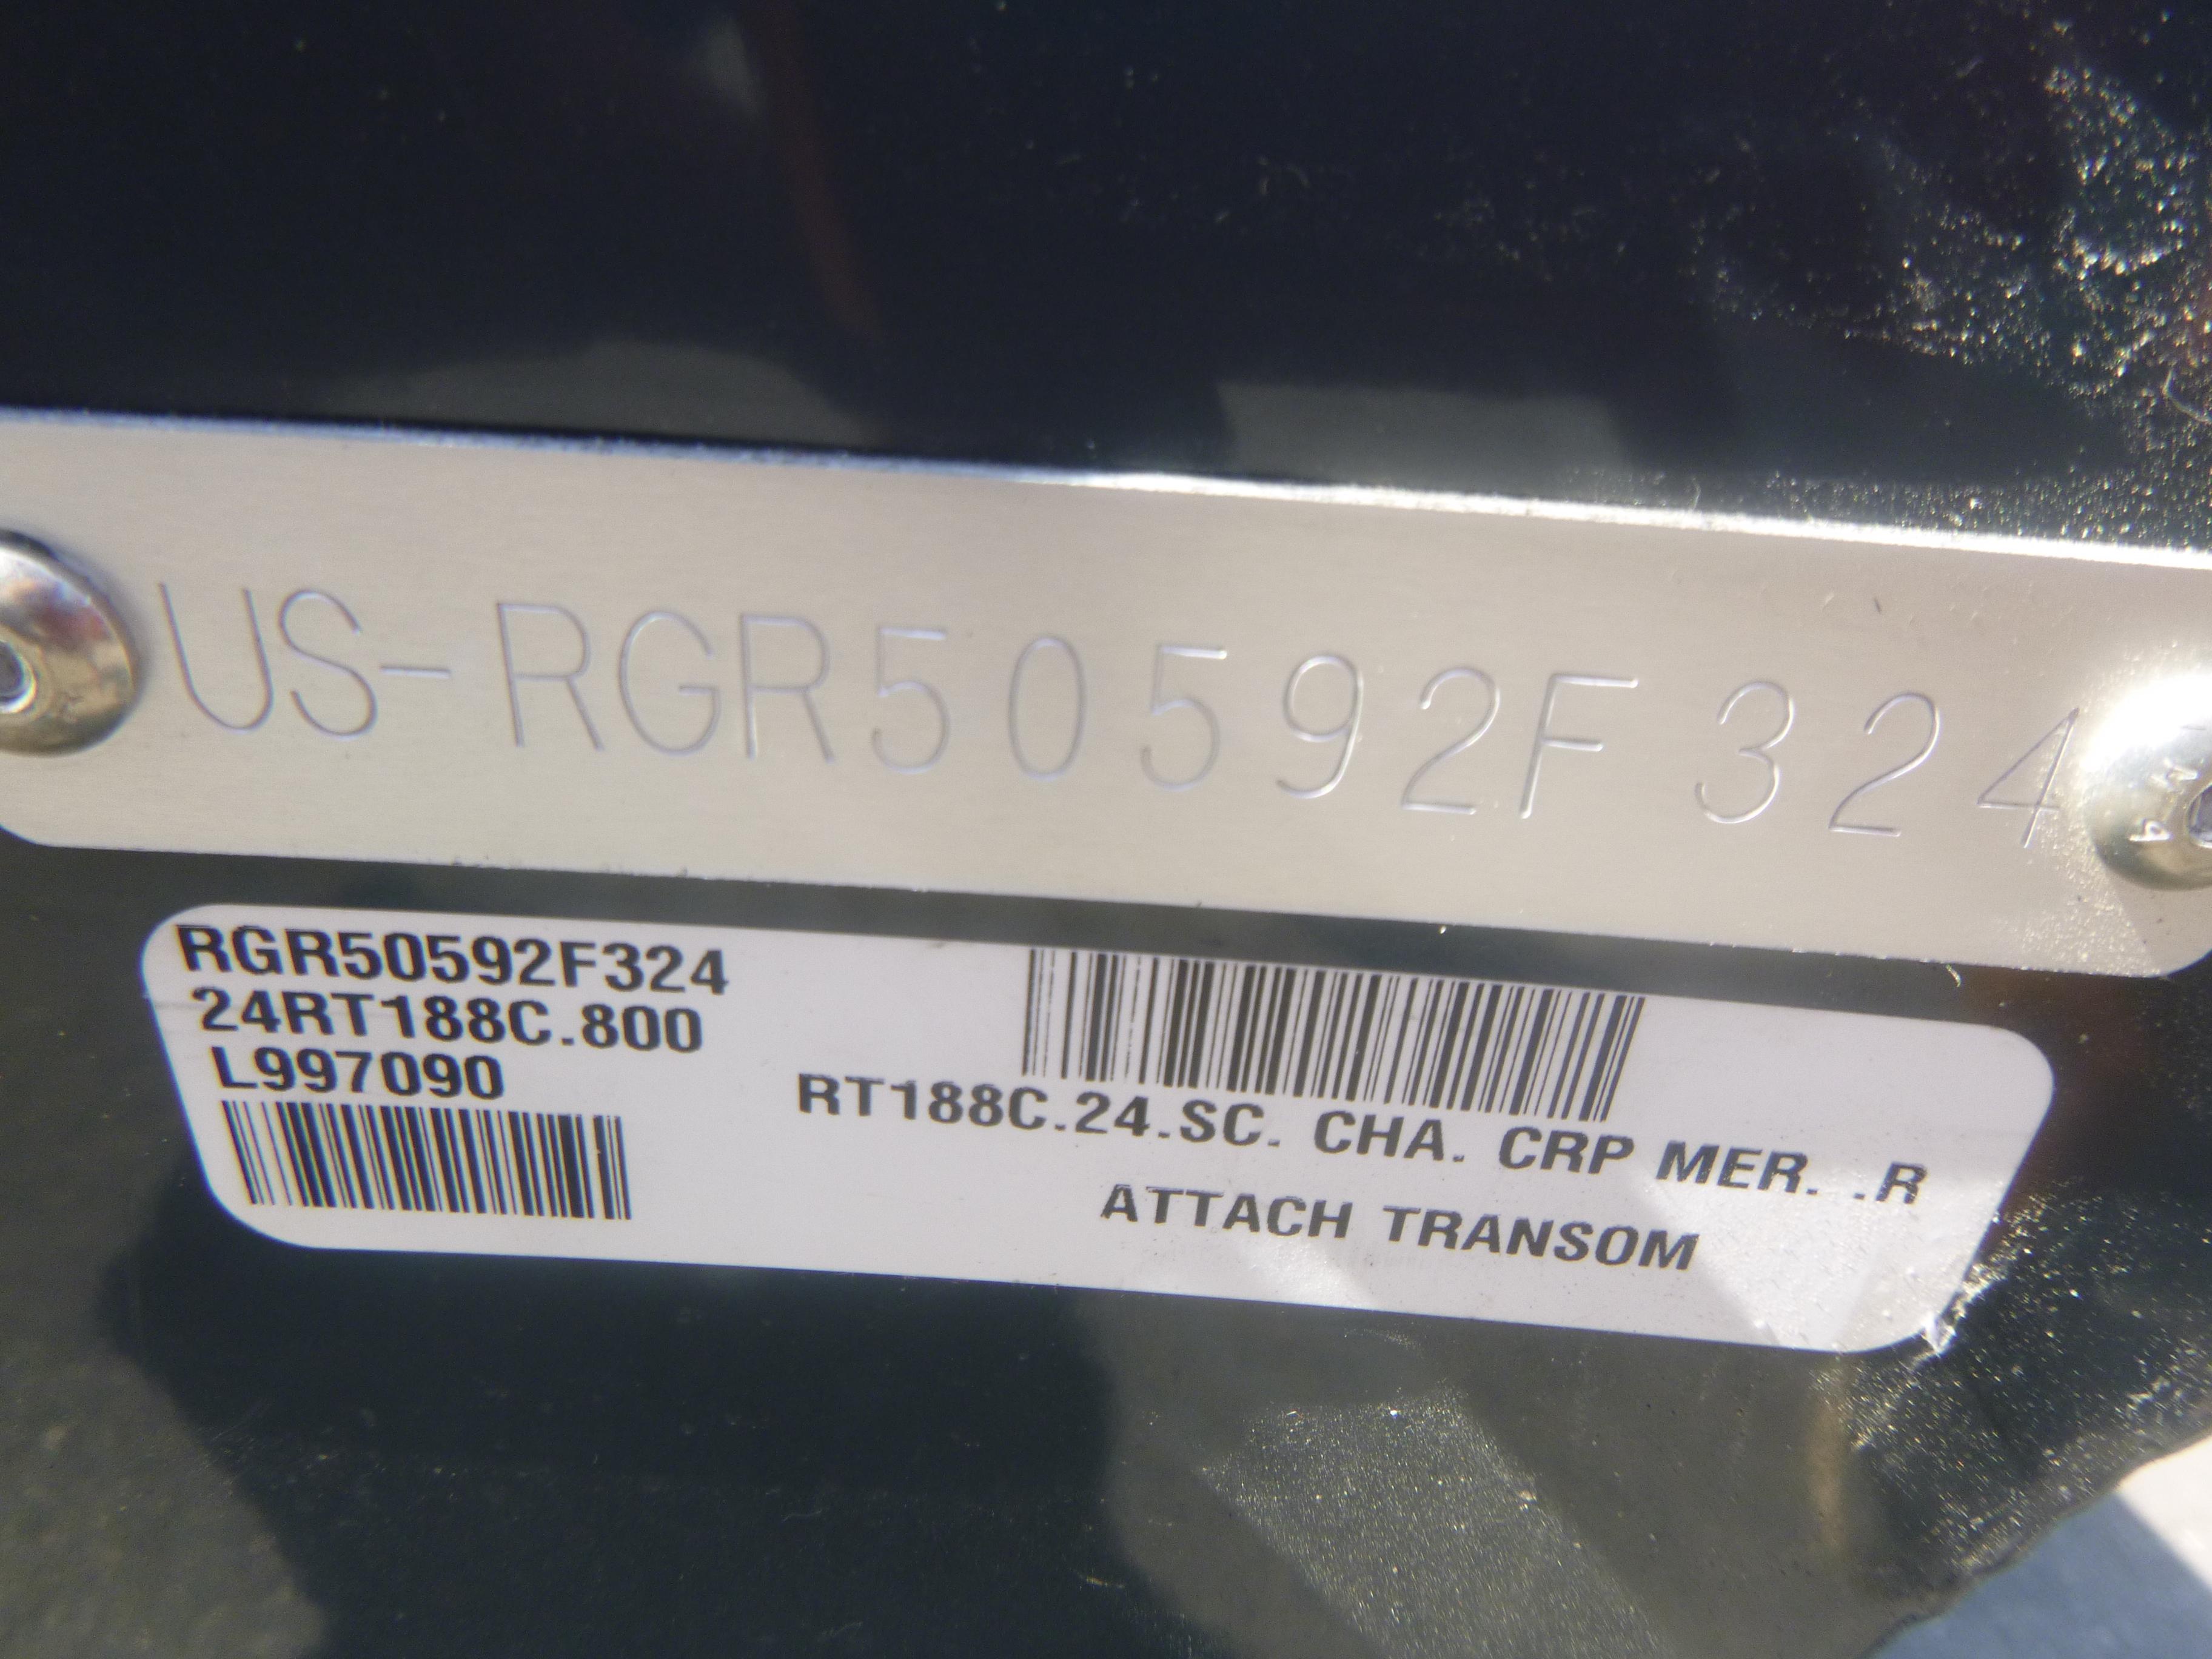 US-RGR50592F324
RGR50592F324
24RT188C.800
L997090
RT188C.24.SC. CHA. CRP MER. .R
ATTACH TRANSOM